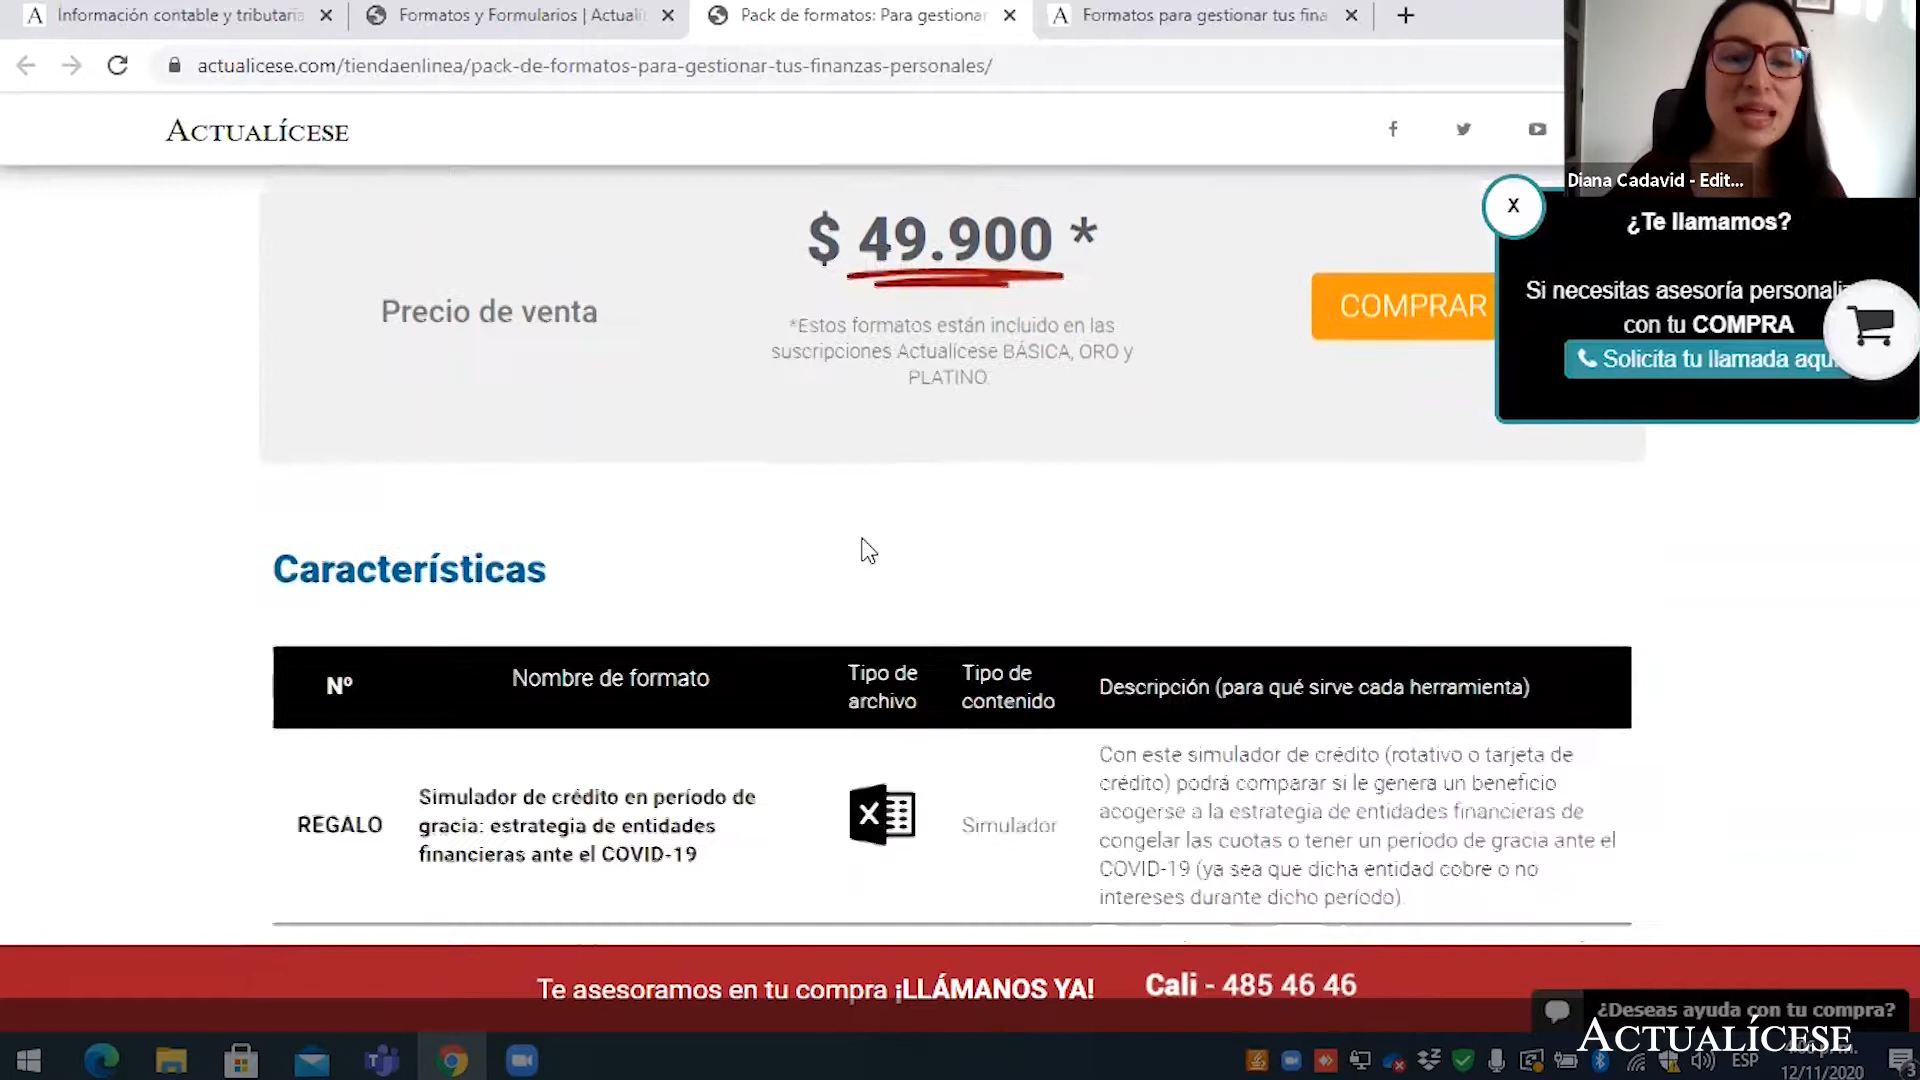 Información contable y tributaria
Formatos y Formularios | Actualí
Pack de formatos: Para gestionar
Formatos para gestionar tus fina
actualicese.com/tiendaenlinea/pack-de-formatos-para-gestionar-tus-finanzas-personales/
ACTUALÍCESE
Diana Cadavid - Edit...
X
¿Te llamamos?
Si necesitas asesoría personali
con tu COMPRA
Solicita tu llamada aquí
$ 49.900 *
Precio de venta
*Estos formatos están incluido en las
suscripciones Actualícese BÁSICA, ORO y
PLATINO.
COMPRAR
Características
Nº
Nombre de formato
Tipo de
archivo
Tipo de
contenido
Descripción (para qué sirve cada herramienta)
REGALO
Simulador de crédito en período de
gracia: estrategia de entidades
financieras ante el COVID-19
Simulador
Con este simulador de crédito (rotativo o tarjeta de
crédito) podrá comparar si le genera un beneficio
acogerse a la estrategia de entidades financieras de
congelar las cuotas o tener un período de gracia ante el
COVID-19 (ya sea que dicha entidad cobre o no
intereses durante dicho período).
Te asesoramos en tu compra ¡LLÁMANOS YA!
Cali - 485 46 46
¿Deseas ayuda con tu compra?
ACTUALÍCESE
ESP
12/11/2020
3